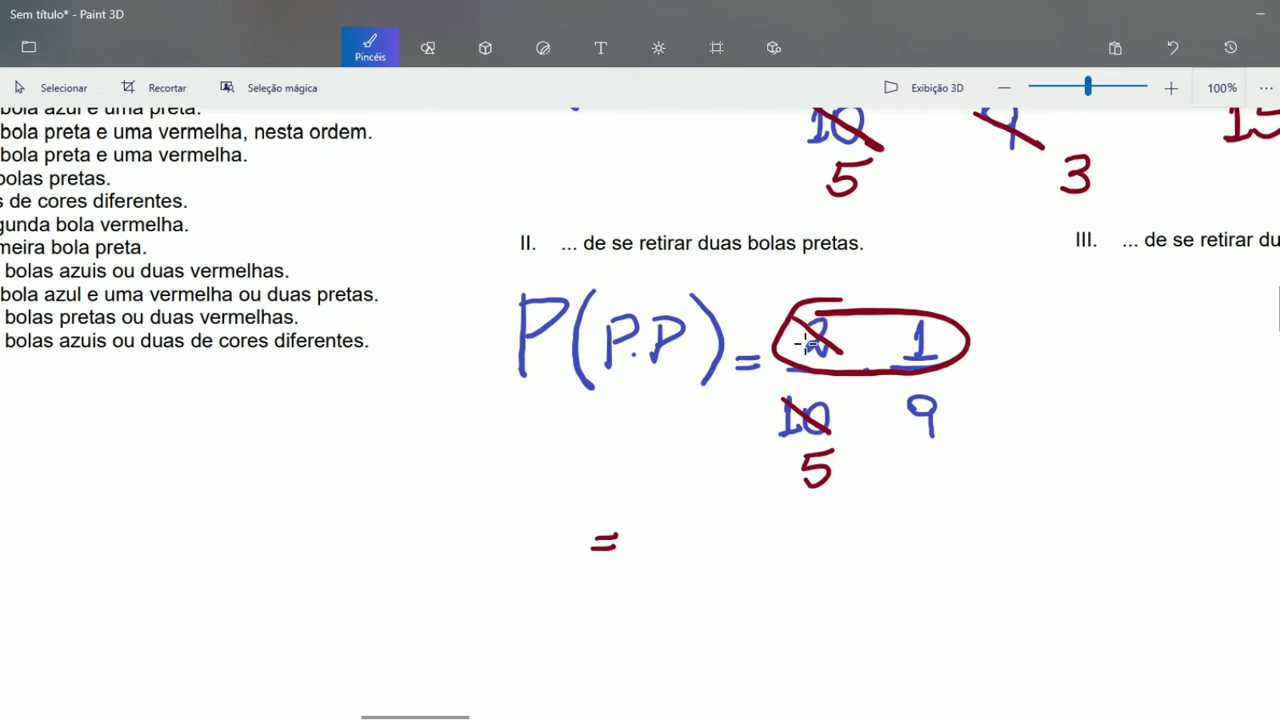 Sem título* - Paint 3D
Pincéis
Selecionar Recortar Seleção mágica Exibição 3D 100%
bola azul e uma preta.
bola preta e uma vermelha, nesta ordem.
bola preta e uma vermelha.
bolas pretas.
s de cores diferentes.
gunda bola vermelha.
meira bola preta.
bolas azuis ou duas vermelhas.
bola azul e uma vermelha ou duas pretas.
bolas pretas ou duas vermelhas.
bolas azuis ou duas de cores diferentes.
10 9 15
5 3
II. ... de se retirar duas bolas pretas.
III. ... de se retirar du
P(P.P) = 2 . 1
10 9
5
=